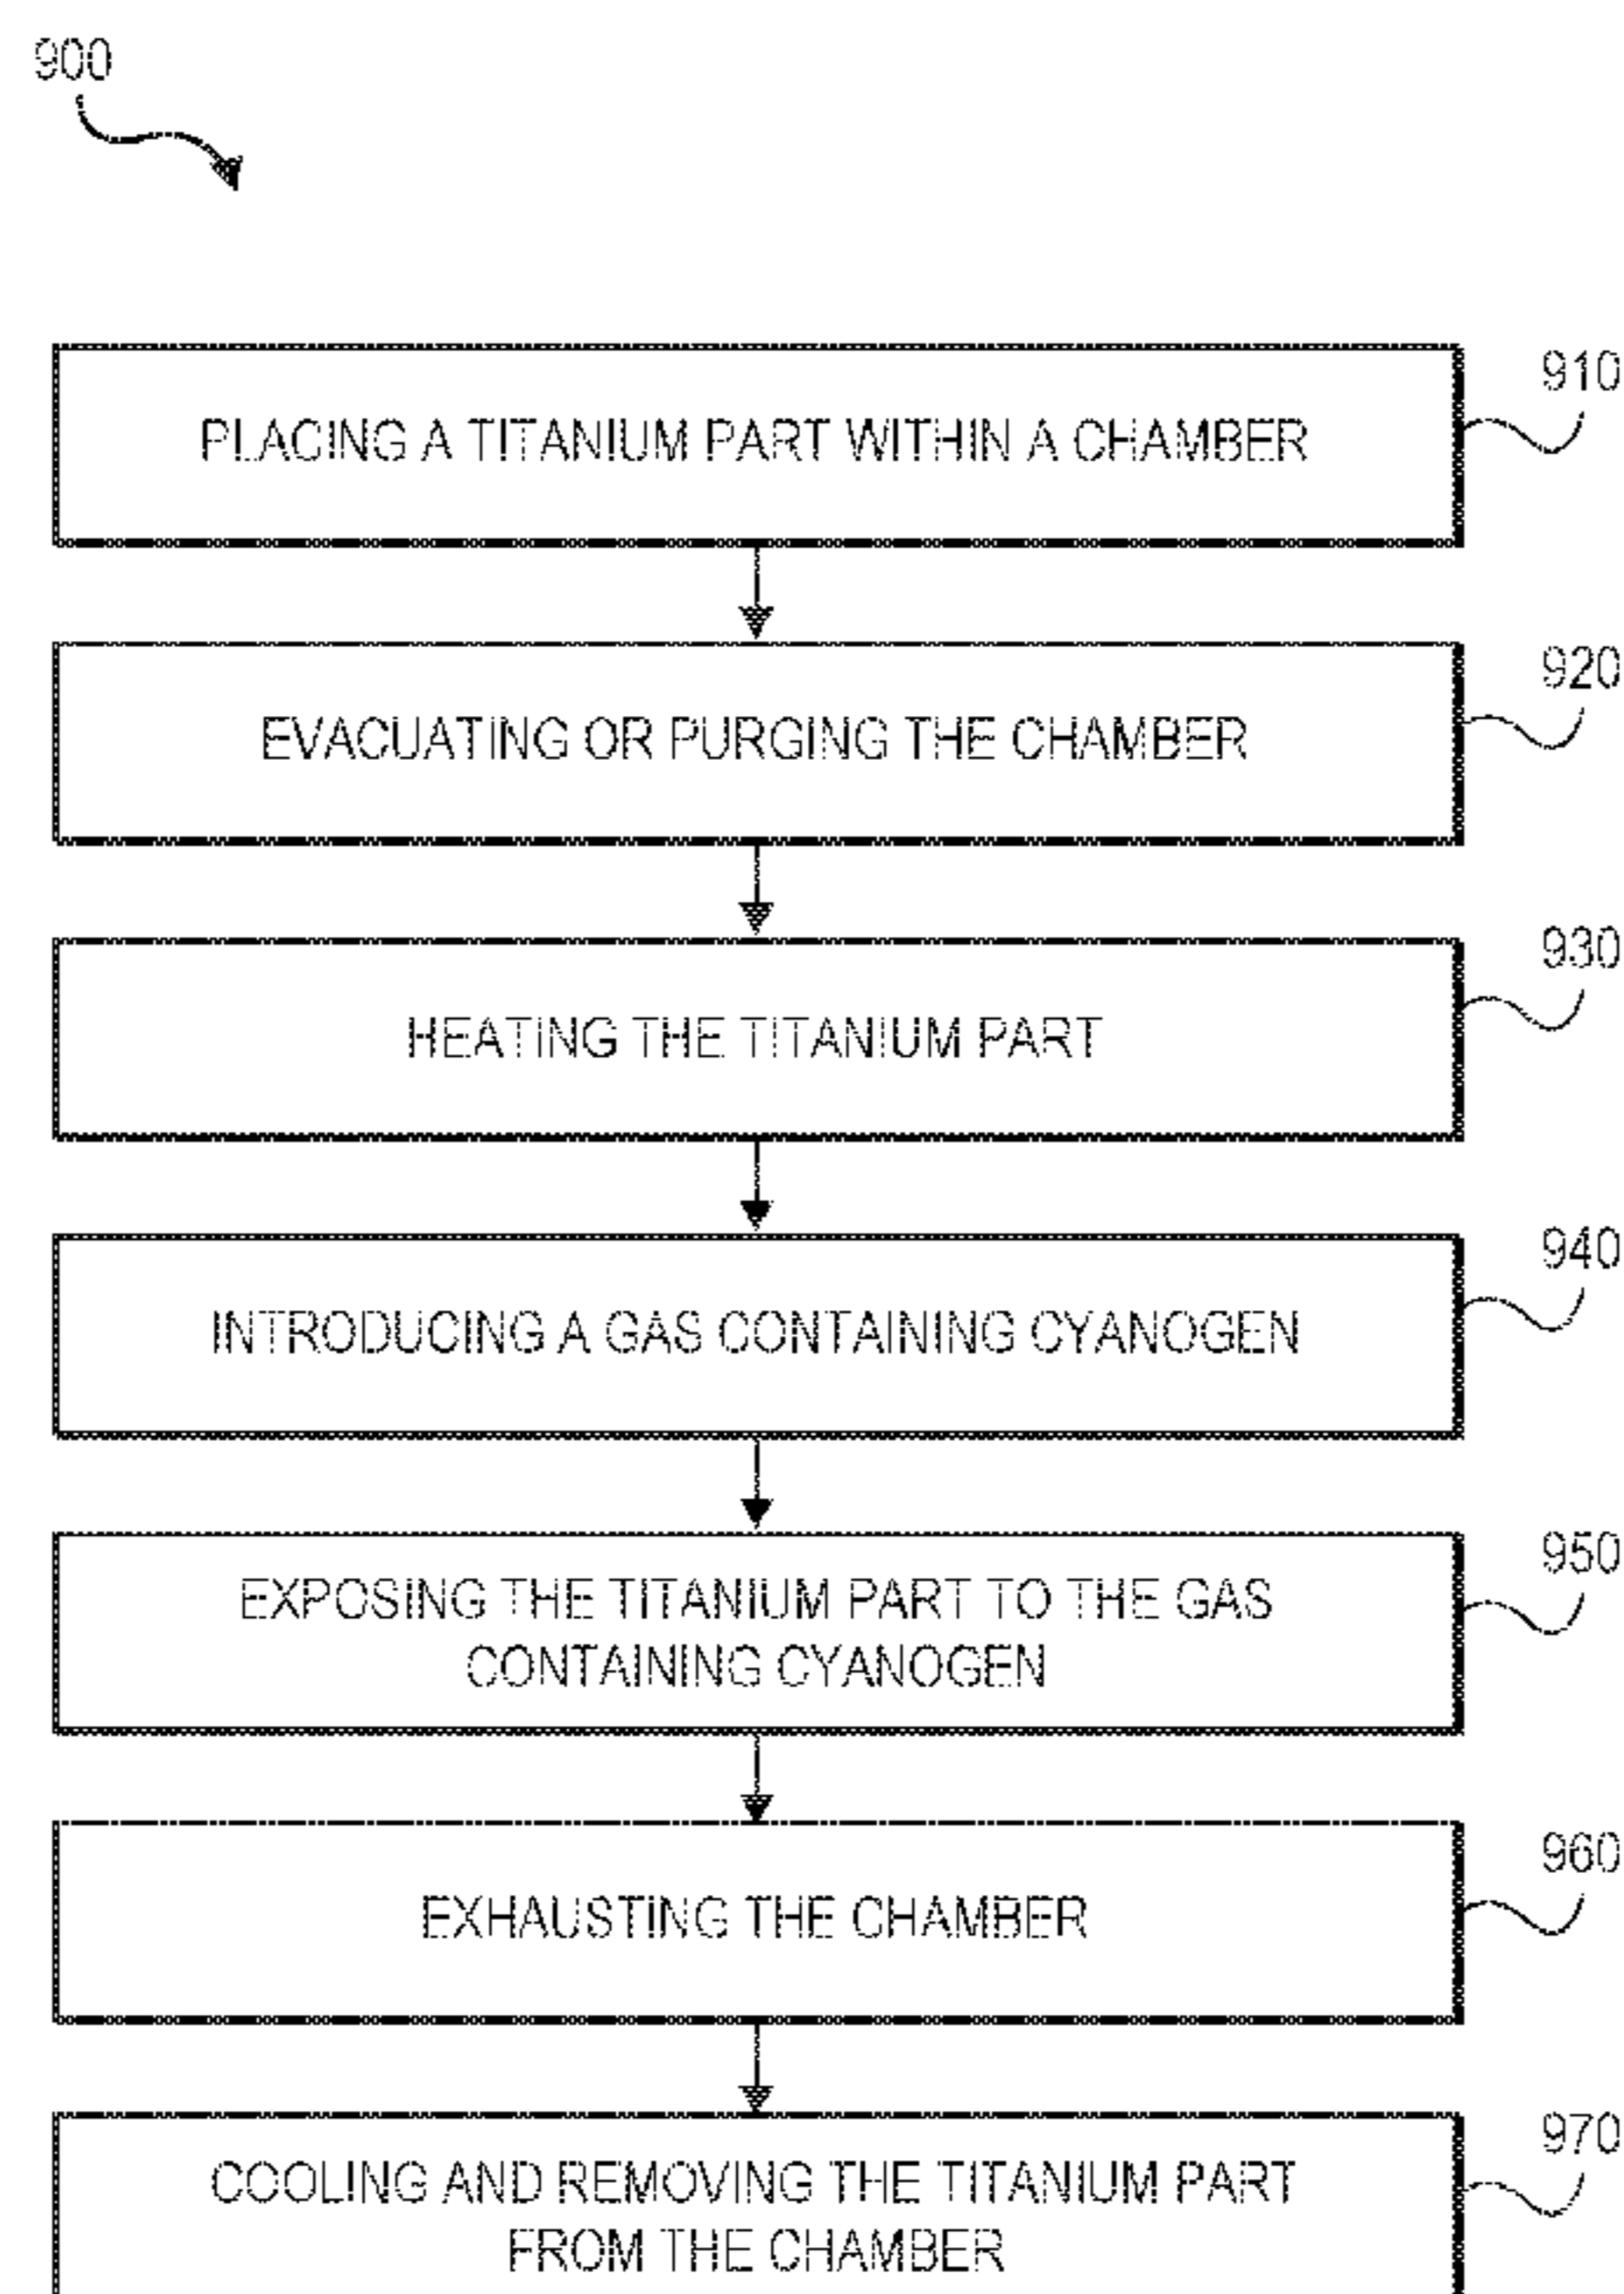 900
PLACING A TITANIUM PART WITHIN A CHAMBER
910
EVACUATING OR PURGING THE CHAMBER
920
HEATING THE TITANIUM PART
930
INTRODUCING A GAS CONTAINING CYANOGEN
940
EXPOSING THE TITANIUM PART TO THE GAS
CONTAINING CYANOGEN
950
EXHAUSTING THE CHAMBER
960
COOLING AND REMOVING THE TITANIUM PART
FROM THE CHAMBER
970